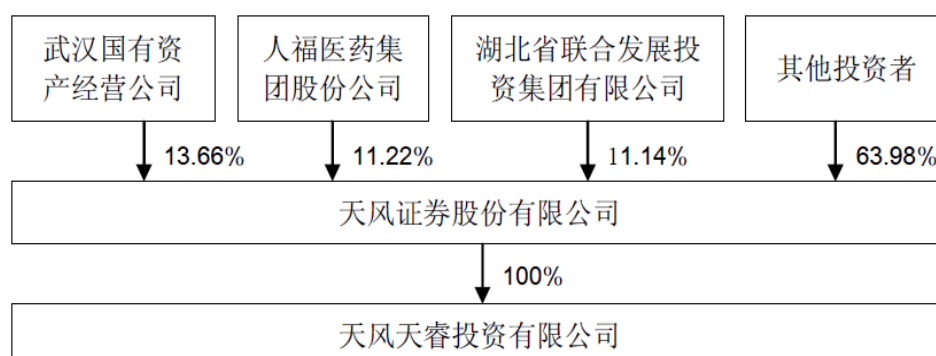 武汉国有资
产经营公司
人福医药集
团股份公司
湖北省联合发展投
资集团有限公司
其他投资者
13.66%
11.22%
11.14%
63.98%
天风证券股份有限公司
100%
天风天睿投资有限公司